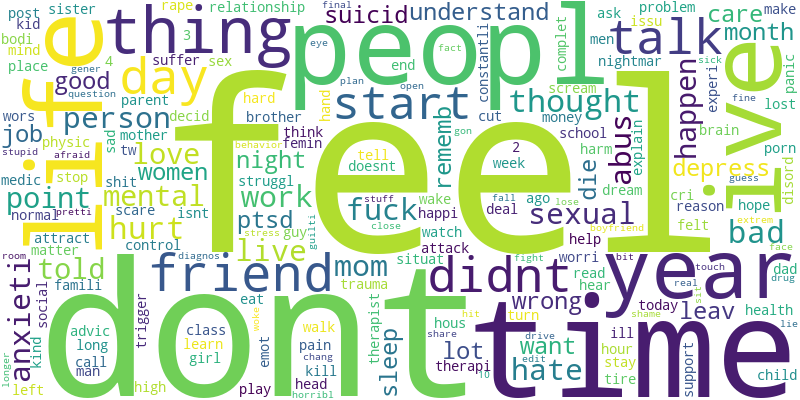 feel
dont
time
peopl
life
year
thing
live
friend
didnt
talk
day
start
thought
fuck
bad
sexual
hurt
mental
person
good
love
women
night
work
ptsd
live
mom
told
anxieti
point
job
suicid
understand
care
month
happen
abus
depress
rememb
die
hate
want
wrong
leav
lot
sleep
post
sister
rape
relationship
final
ask
problem
make
kid
bodi
mind
place
gener
question
3
4
suffer
sex
eye
plan
fact
open
end
constantli
complet
issu
men
nightmar
scream
experi
sick
fine
lost
panic
parent
decid
hard
brother
hand
cut
money
gon
school
harm
explain
brain
porn
disord
guess
wors
physic
mother
sad
tw
think
femin
behavior
tell
doesnt
2
week
dream
cri
reason
hope
stupid
afraid
stop
medic
shit
scare
isnt
struggl
stuff
wake
happi
ago
deal
fall
lose
felt
extrem
normal
pretti
attract
control
guy
stress
guilti
close
watch
attack
help
boyfriend
face
matter
diagnos
situat
worri
fight
bit
touch
dad
drug
room
famili
social
trigger
eat
trauma
therapist
read
hear
real
sit
today
shame
health
lie
advic
long
kind
call
man
class
learn
girl
emot
woke
walk
pain
chang
hit
share
hous
therapi
10
turn
drive
edit
ill
hour
stay
tire
support
child
longer
left
high
play
head
kill
horribl